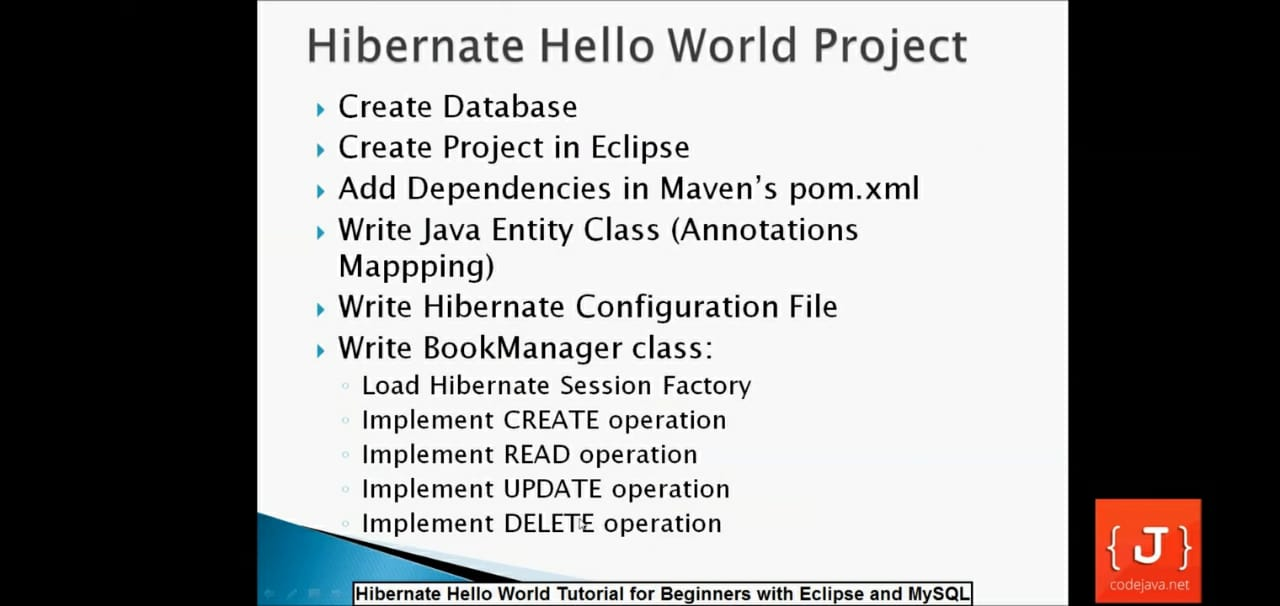 Hibernate Hello World Project
Create Database
Create Project in Eclipse
Add Dependencies in Maven's pom.xml
Write Java Entity Class (Annotations
Mappping)
Write Hibernate Configuration File
Write BookManager class:
Load Hibernate Session Factory
Implement CREATE operation
Implement READ operation
Implement UPDATE operation
Implement DELETE operation
{ J }
codejava.net
Hibernate Hello World Tutorial for Beginners with Eclipse and MySQL